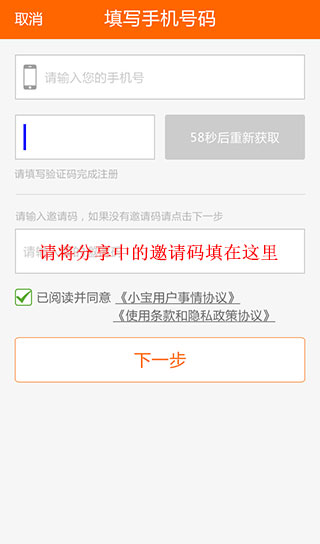 取消
填写手机号码
请输入您的手机号
58秒后重新获取
请填写验证码完成注册
请输入邀请码，如果没有邀请码请点击下一步
请将分享中的邀请码填在这里
已阅读并同意 《小宝用户事情协议》
《使用条款和隐私政策协议》
下一步